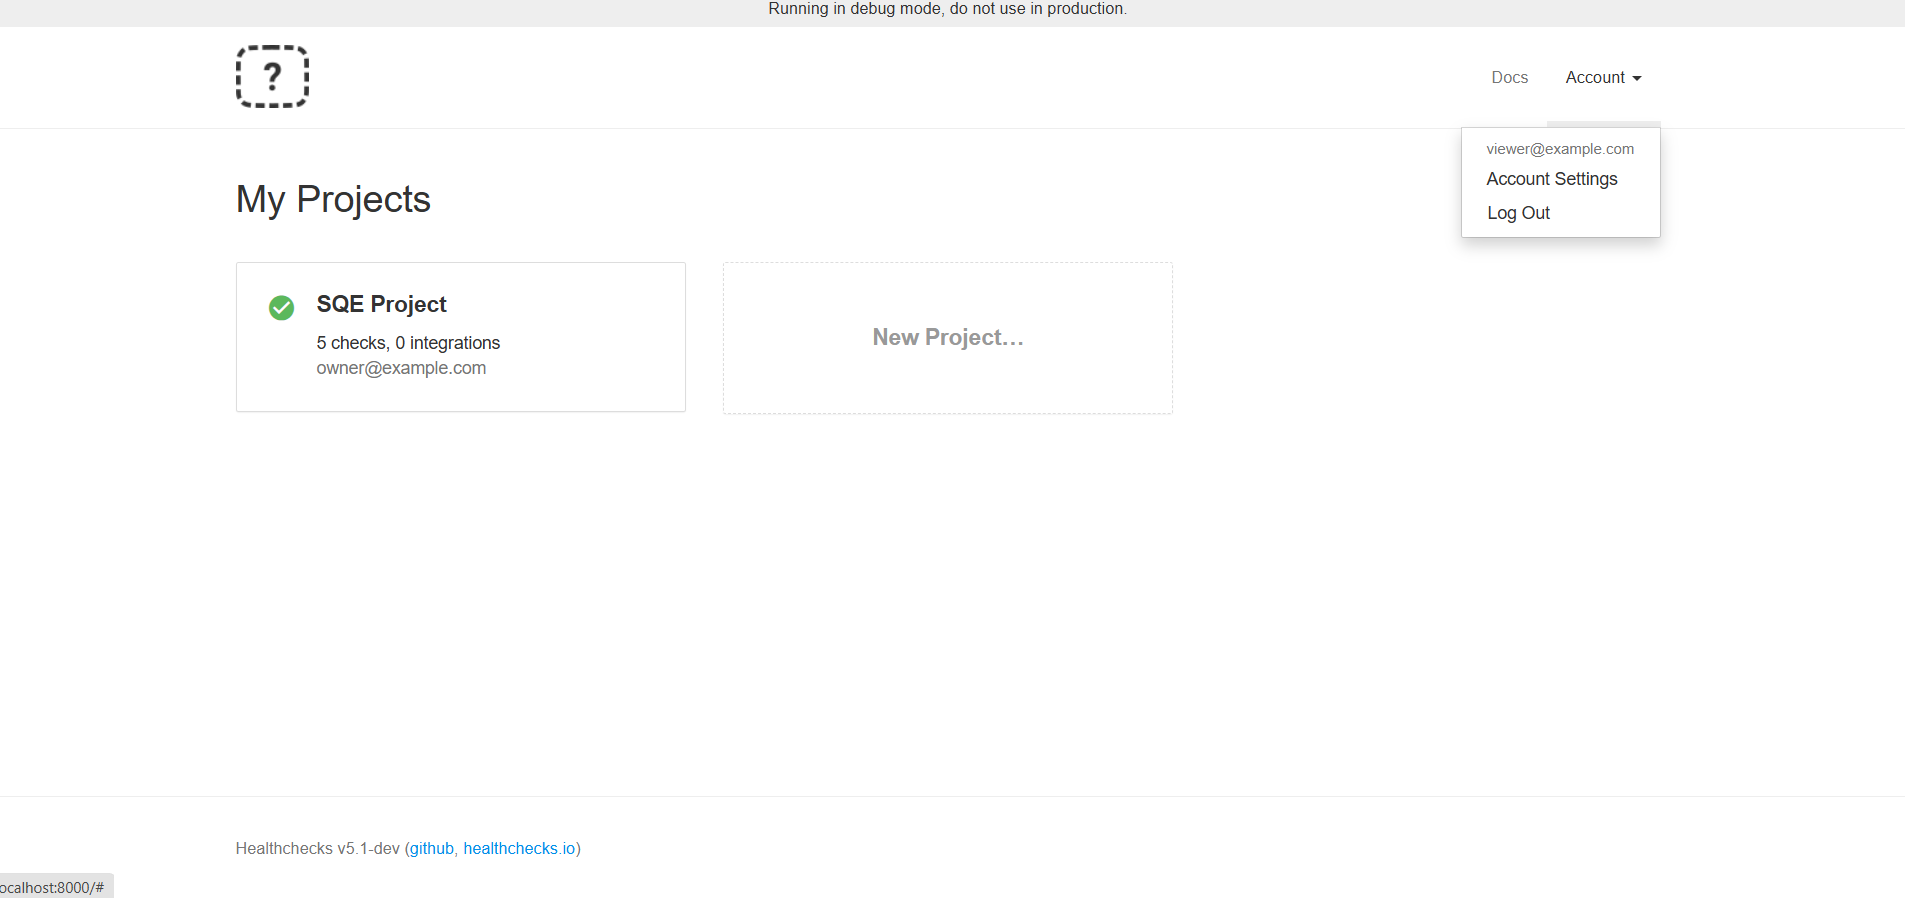 Running in debug mode, do not use in production.
?
Docs
Account
viewer@example.com
Account Settings
Log Out
My Projects
SQE Project
5 checks, 0 integrations
owner@example.com
New Project…
Healthchecks v5.1-dev (github, healthchecks.io)
ocalhost:8000/#